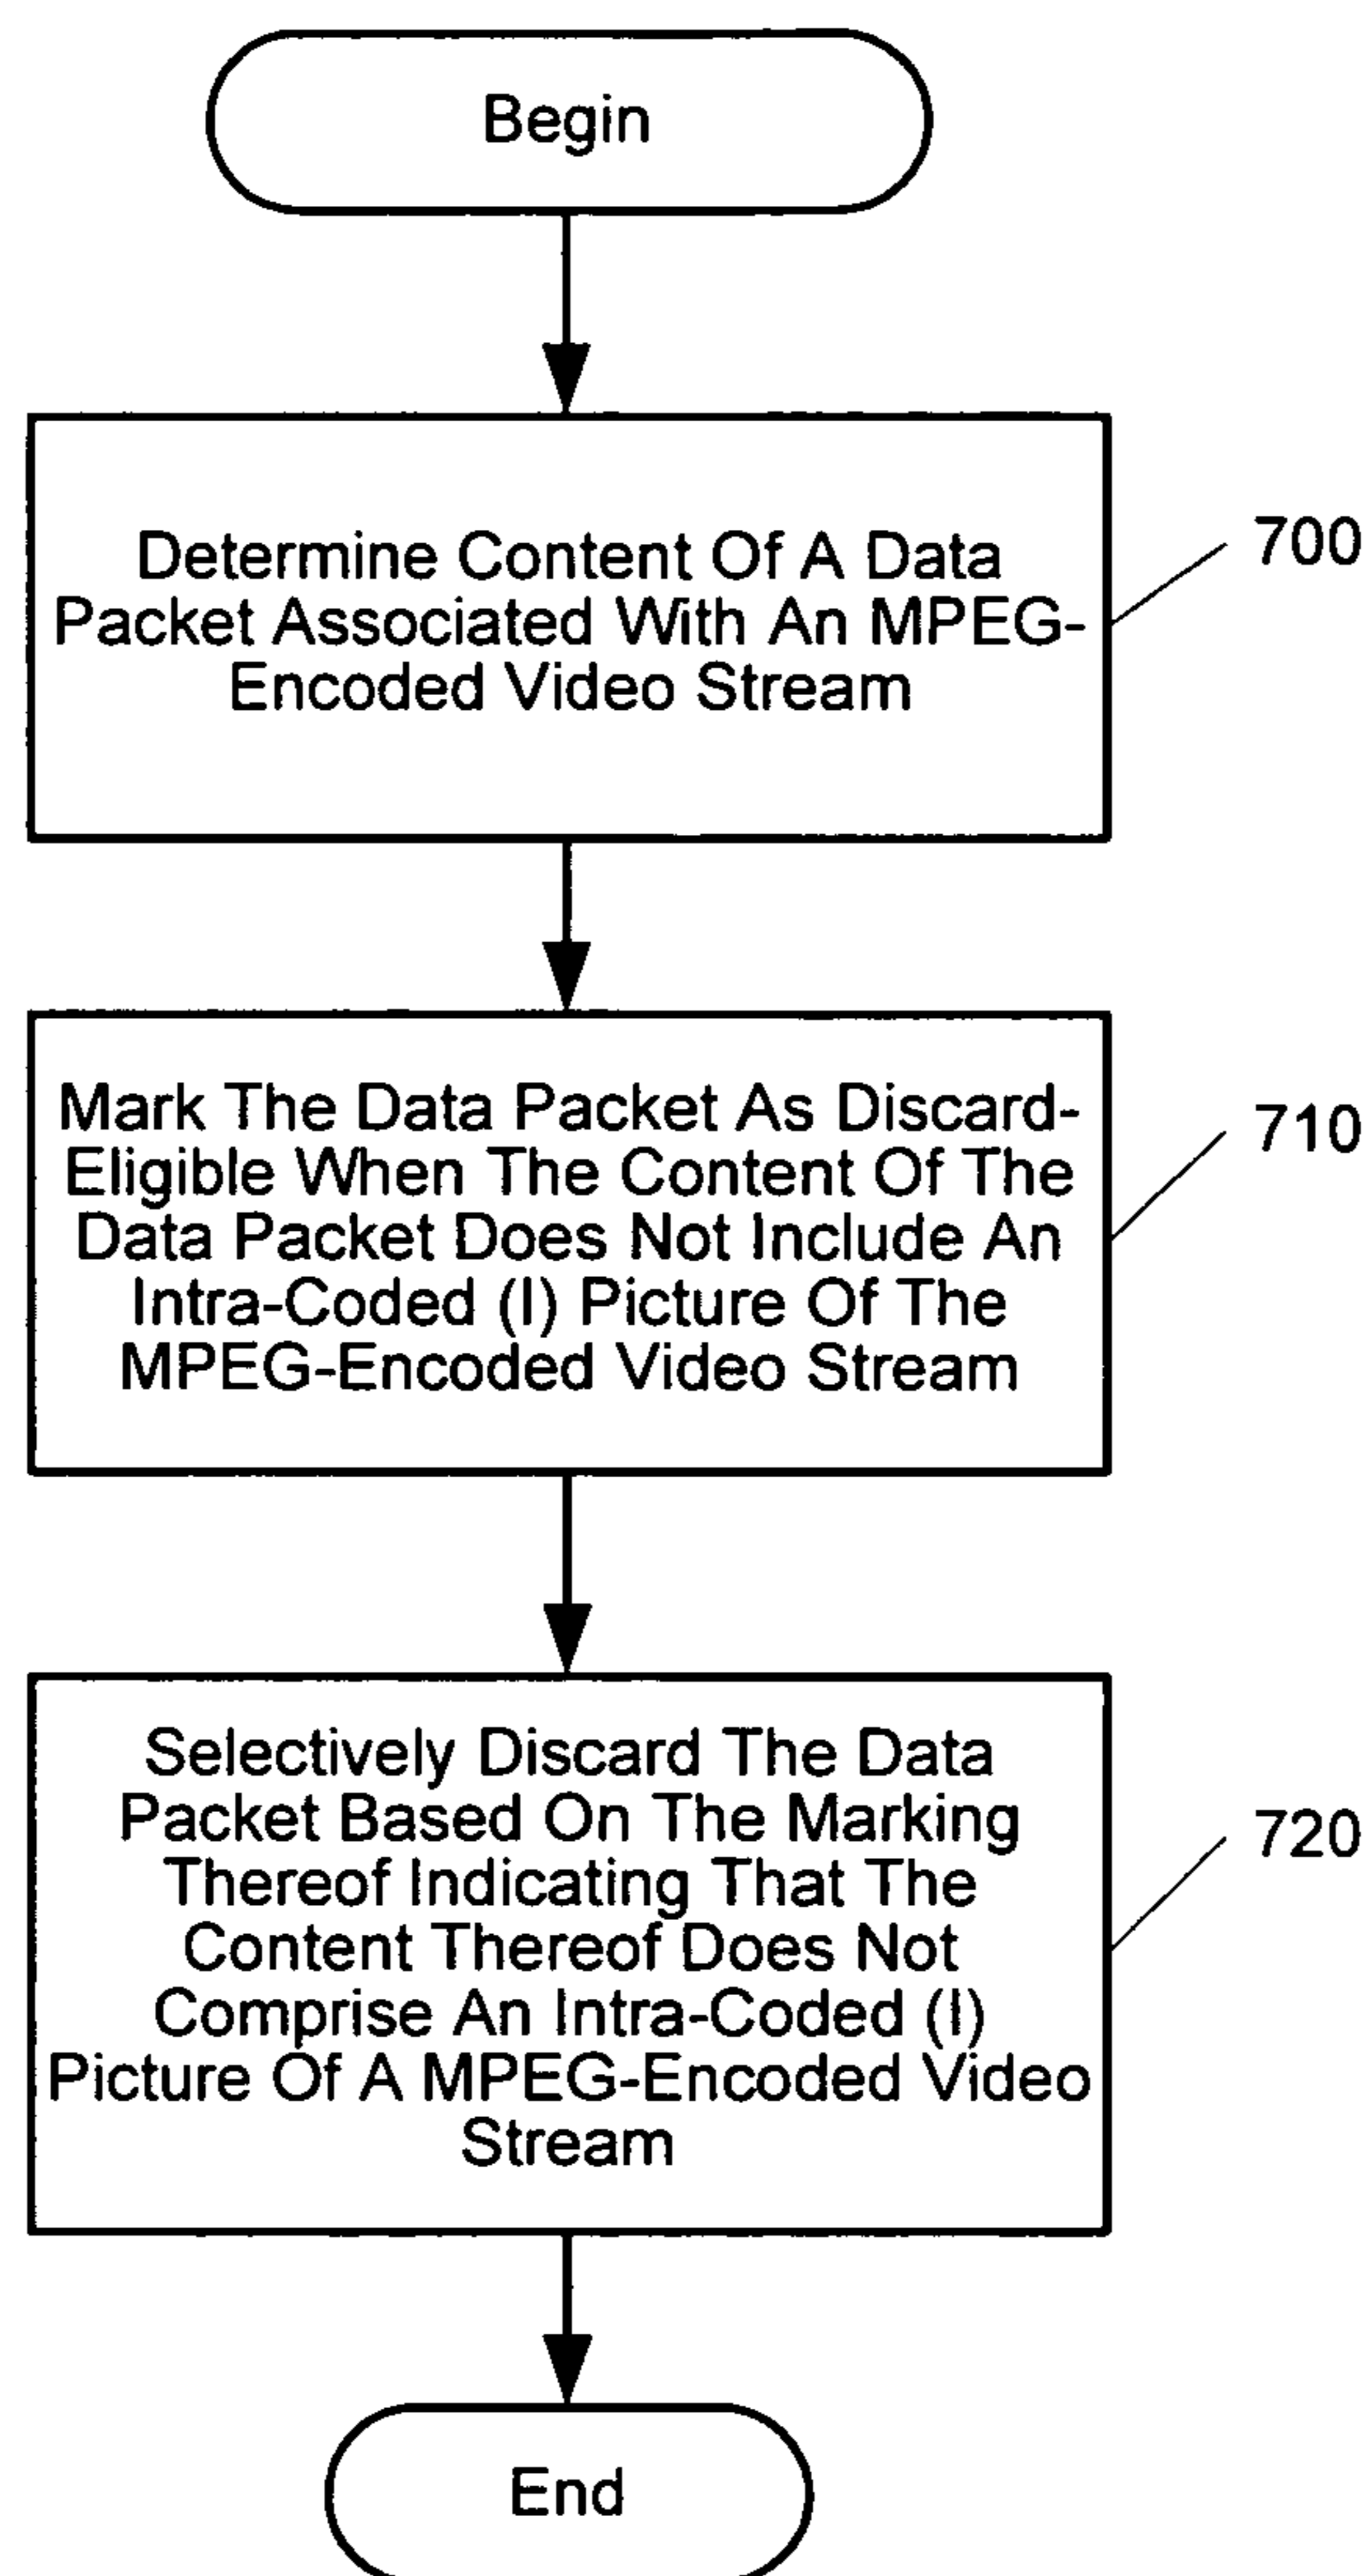 Begin
Determine Content Of A Data
Packet Associated With An MPEG-
Encoded Video Stream
700
Mark The Data Packet As Discard-
Eligible When The Content Of The
Data Packet Does Not Include An
Intra-Coded (I) Picture Of The
MPEG-Encoded Video Stream
710
Selectively Discard The Data
Packet Based On The Marking
Thereof Indicating That The
Content Thereof Does Not
Comprise An Intra-Coded (I)
Picture Of A MPEG-Encoded Video
Stream
720
End